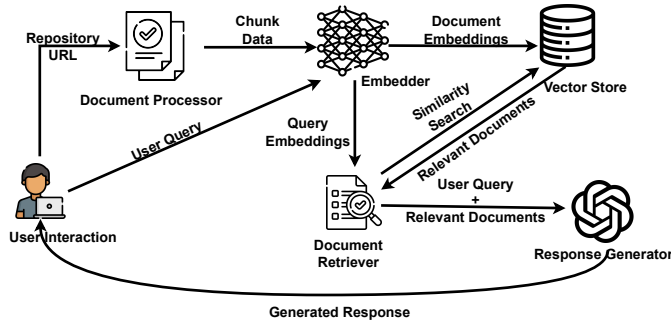 Repository
URL
Chunk
Data
Document
Embeddings
Document Processor
Embedder
Vector Store
User Query
Query
Embeddings
Similarity
Search
Relevant Documents
User Query
+
Relevant Documents
User Interaction
Document
Retriever
Response Generator
Generated Response